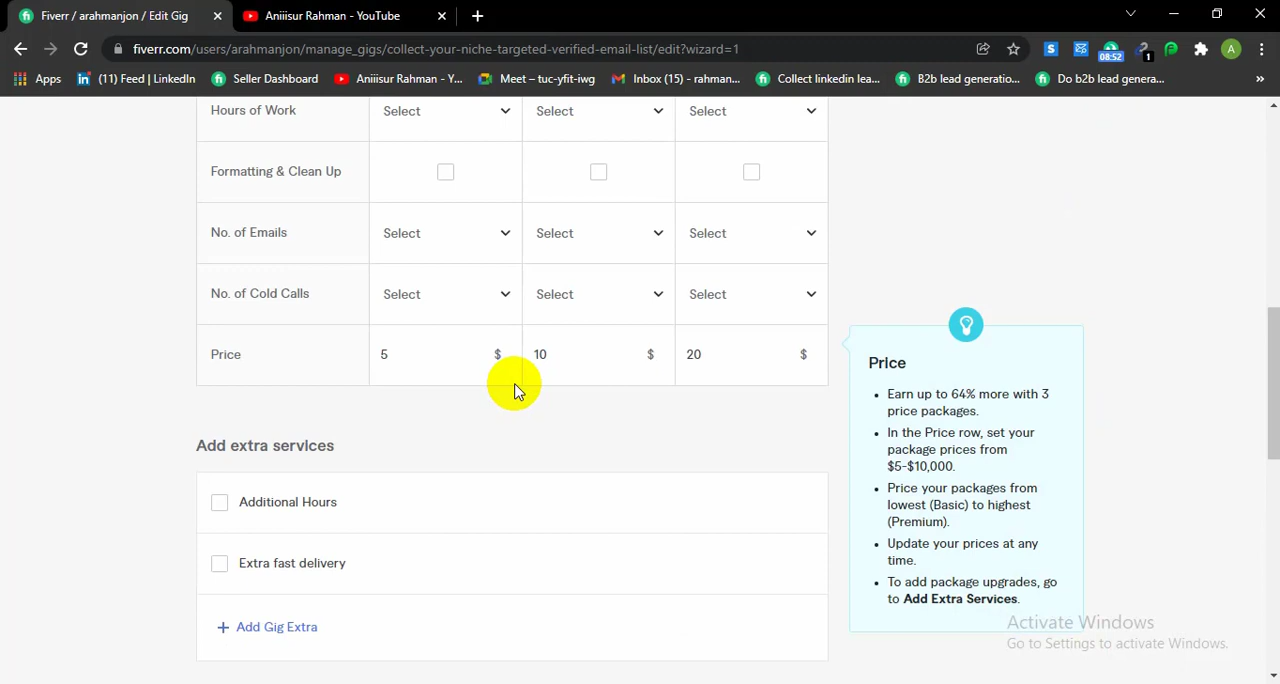 Fiverr / arahmanjon / Edit Gig
Aniiisur Rahman - YouTube
fiverr.com/users/arahmanjon/manage_gigs/collect-your-niche-targeted-verified-email-list/edit?wizard=1
08:52
1
A
Apps
(11) Feed | LinkedIn
Seller Dashboard
Aniiisur Rahman - Y...
Meet – tuc-yfit-iwg
Inbox (15) - rahman...
Collect linkedin lea...
B2b lead generatio...
Do b2b lead genera...
»
Hours of Work Select Select Select
Formatting & Clean Up
No. of Emails Select Select Select
No. of Cold Calls Select Select Select
Price 5 $ 10 $ 20 $
Price
• Earn up to 64% more with 3
price packages.
• In the Price row, set your
package prices from
$5-$10,000.
• Price your packages from
lowest (Basic) to highest
(Premium).
• Update your prices at any
time.
• To add package upgrades, go
to Add Extra Services.
Add extra services
Additional Hours
Extra fast delivery
+ Add Gig Extra
Activate Windows
Go to Settings to activate Windows.